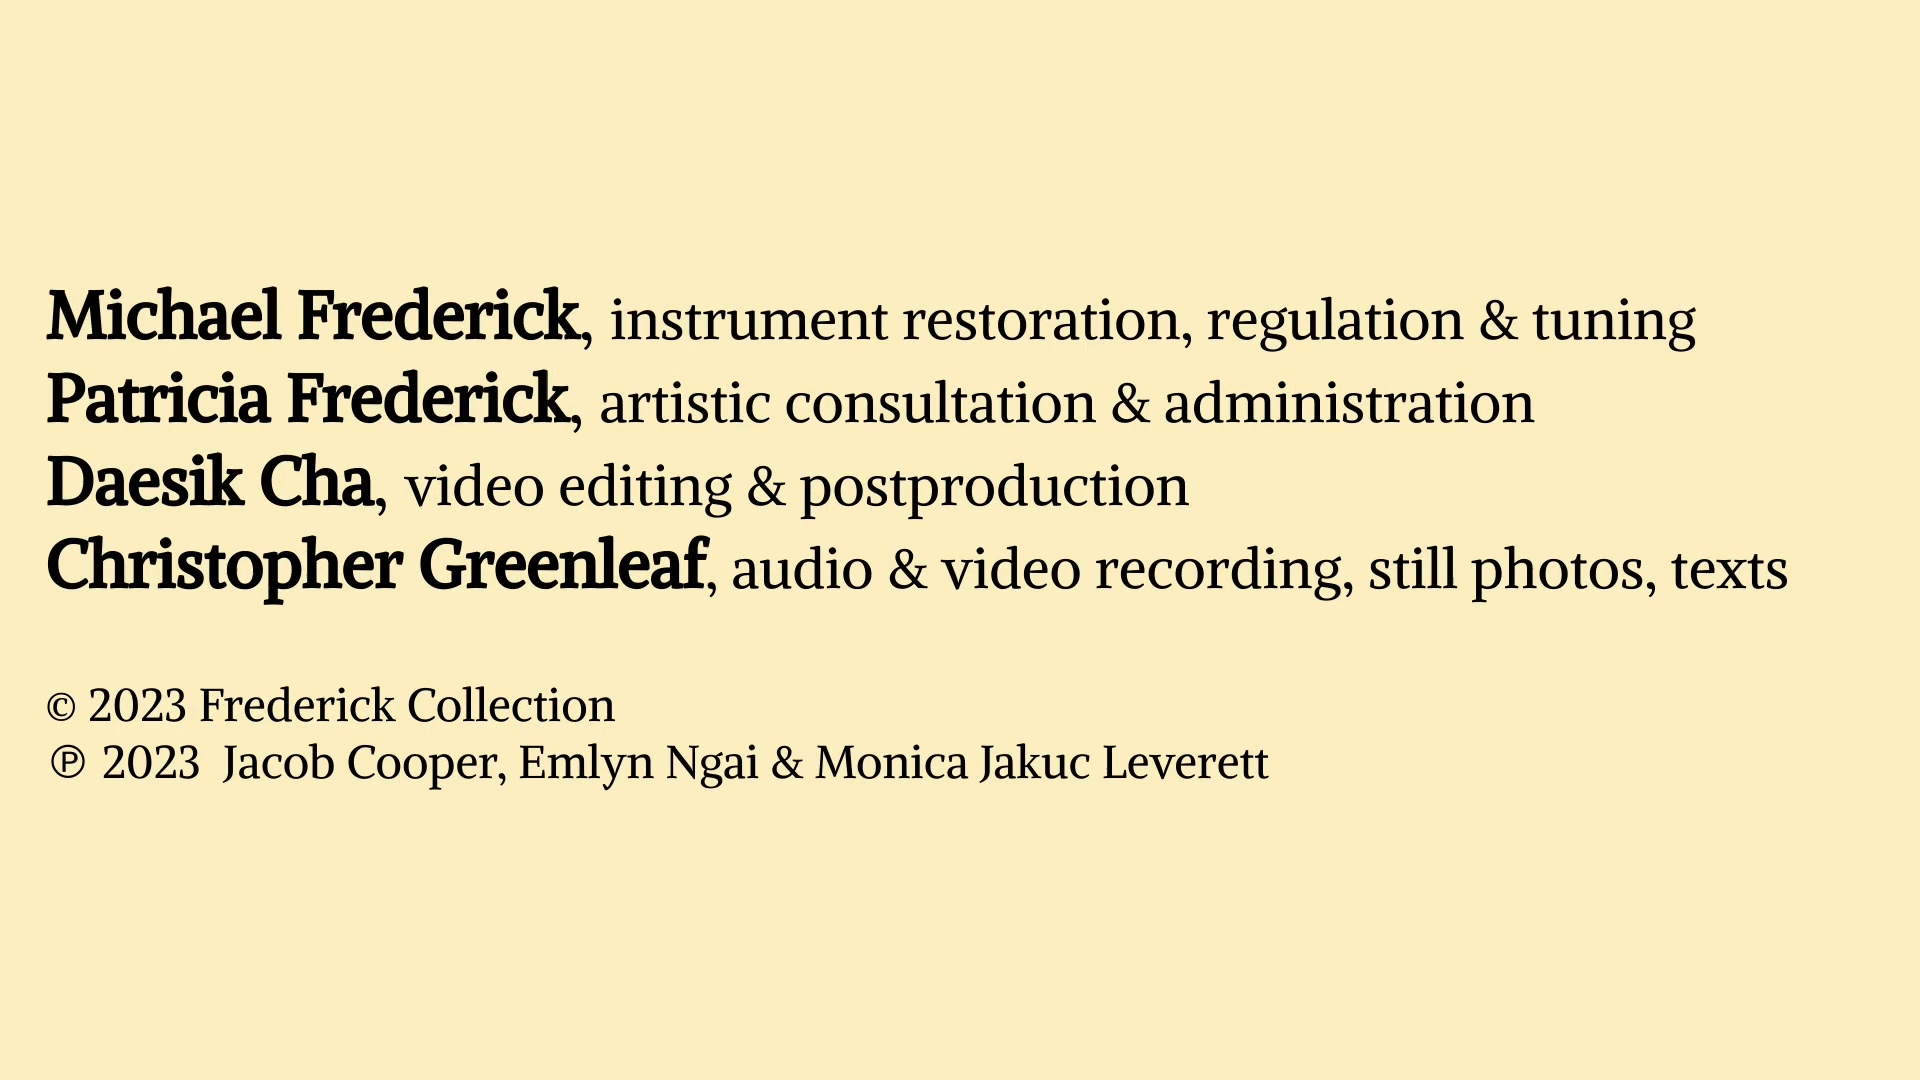 Michael Frederick, instrument restoration, regulation & tuning
Patricia Frederick, artistic consultation & administration
Daesik Cha, video editing & postproduction
Christopher Greenleaf, audio & video recording, still photos, texts
© 2023 Frederick Collection
℗ 2023 Jacob Cooper, Emlyn Ngai & Monica Jakuc Leverett